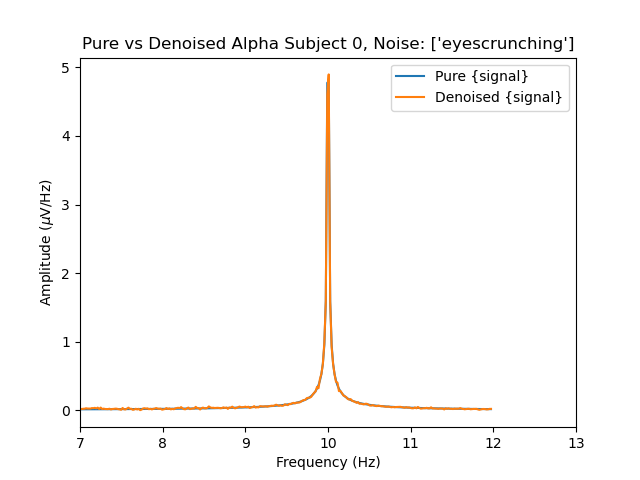 Pure vs Denoised Alpha Subject 0, Noise: ['eyescrunching']
Pure {signal}
Denoised {signal}
Amplitude (μV/Hz)
5
4
3
2
1
0
7 8 9 10 11 12 13
Frequency (Hz)